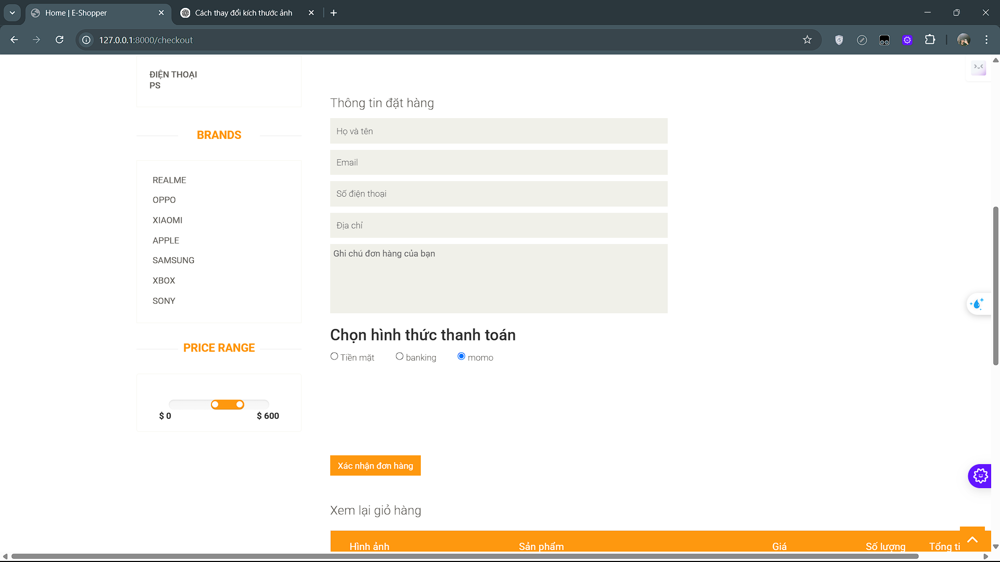 Home | E-Shopper
Cách thay đổi kích thước ảnh
127.0.0.1:8000/checkout
ĐIỆN THOẠI
PS
BRANDS
REALME
OPPO
XIAOMI
APPLE
SAMSUNG
XBOX
SONY
PRICE RANGE
$ 0
$ 600
Thông tin đặt hàng
Họ và tên
Email
Số điện thoại
Địa chỉ
Ghi chú đơn hàng của bạn
Chọn hình thức thanh toán
Tiền mặt
banking
momo
Xác nhận đơn hàng
Xem lại giỏ hàng
Hình ảnh
Sản phẩm
Giá
Số lượng
Tổng ti